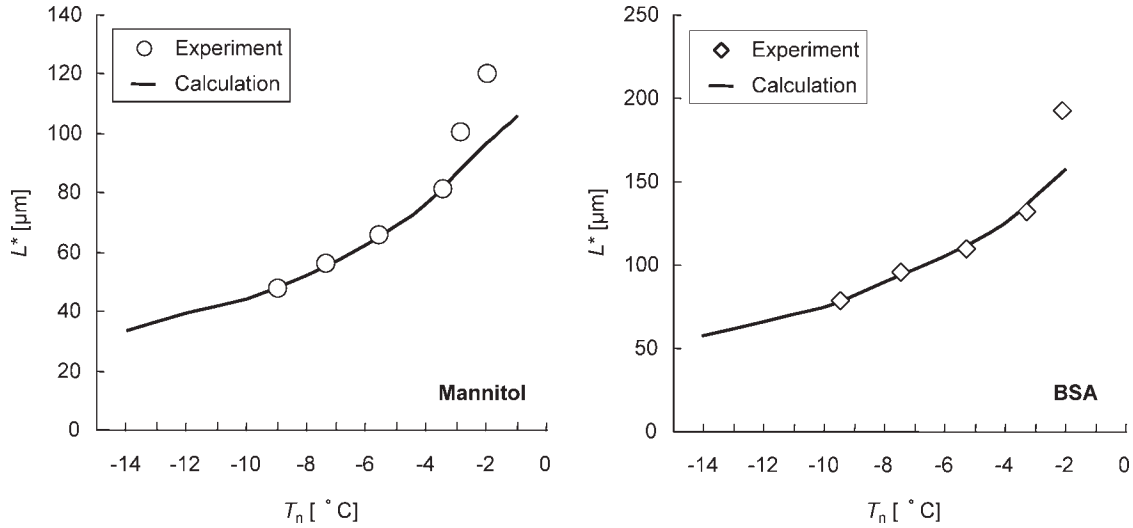 140
120
100
80
60
40
20
0
L* [μm]
Experiment
Calculation
Mannitol
-14 -12 -10 -8 -6 -4 -2 0
Tn [ °C]
250
200
150
100
50
0
L* [μm]
Experiment
Calculation
BSA
-14 -12 -10 -8 -6 -4 -2 0
Tn [ °C]